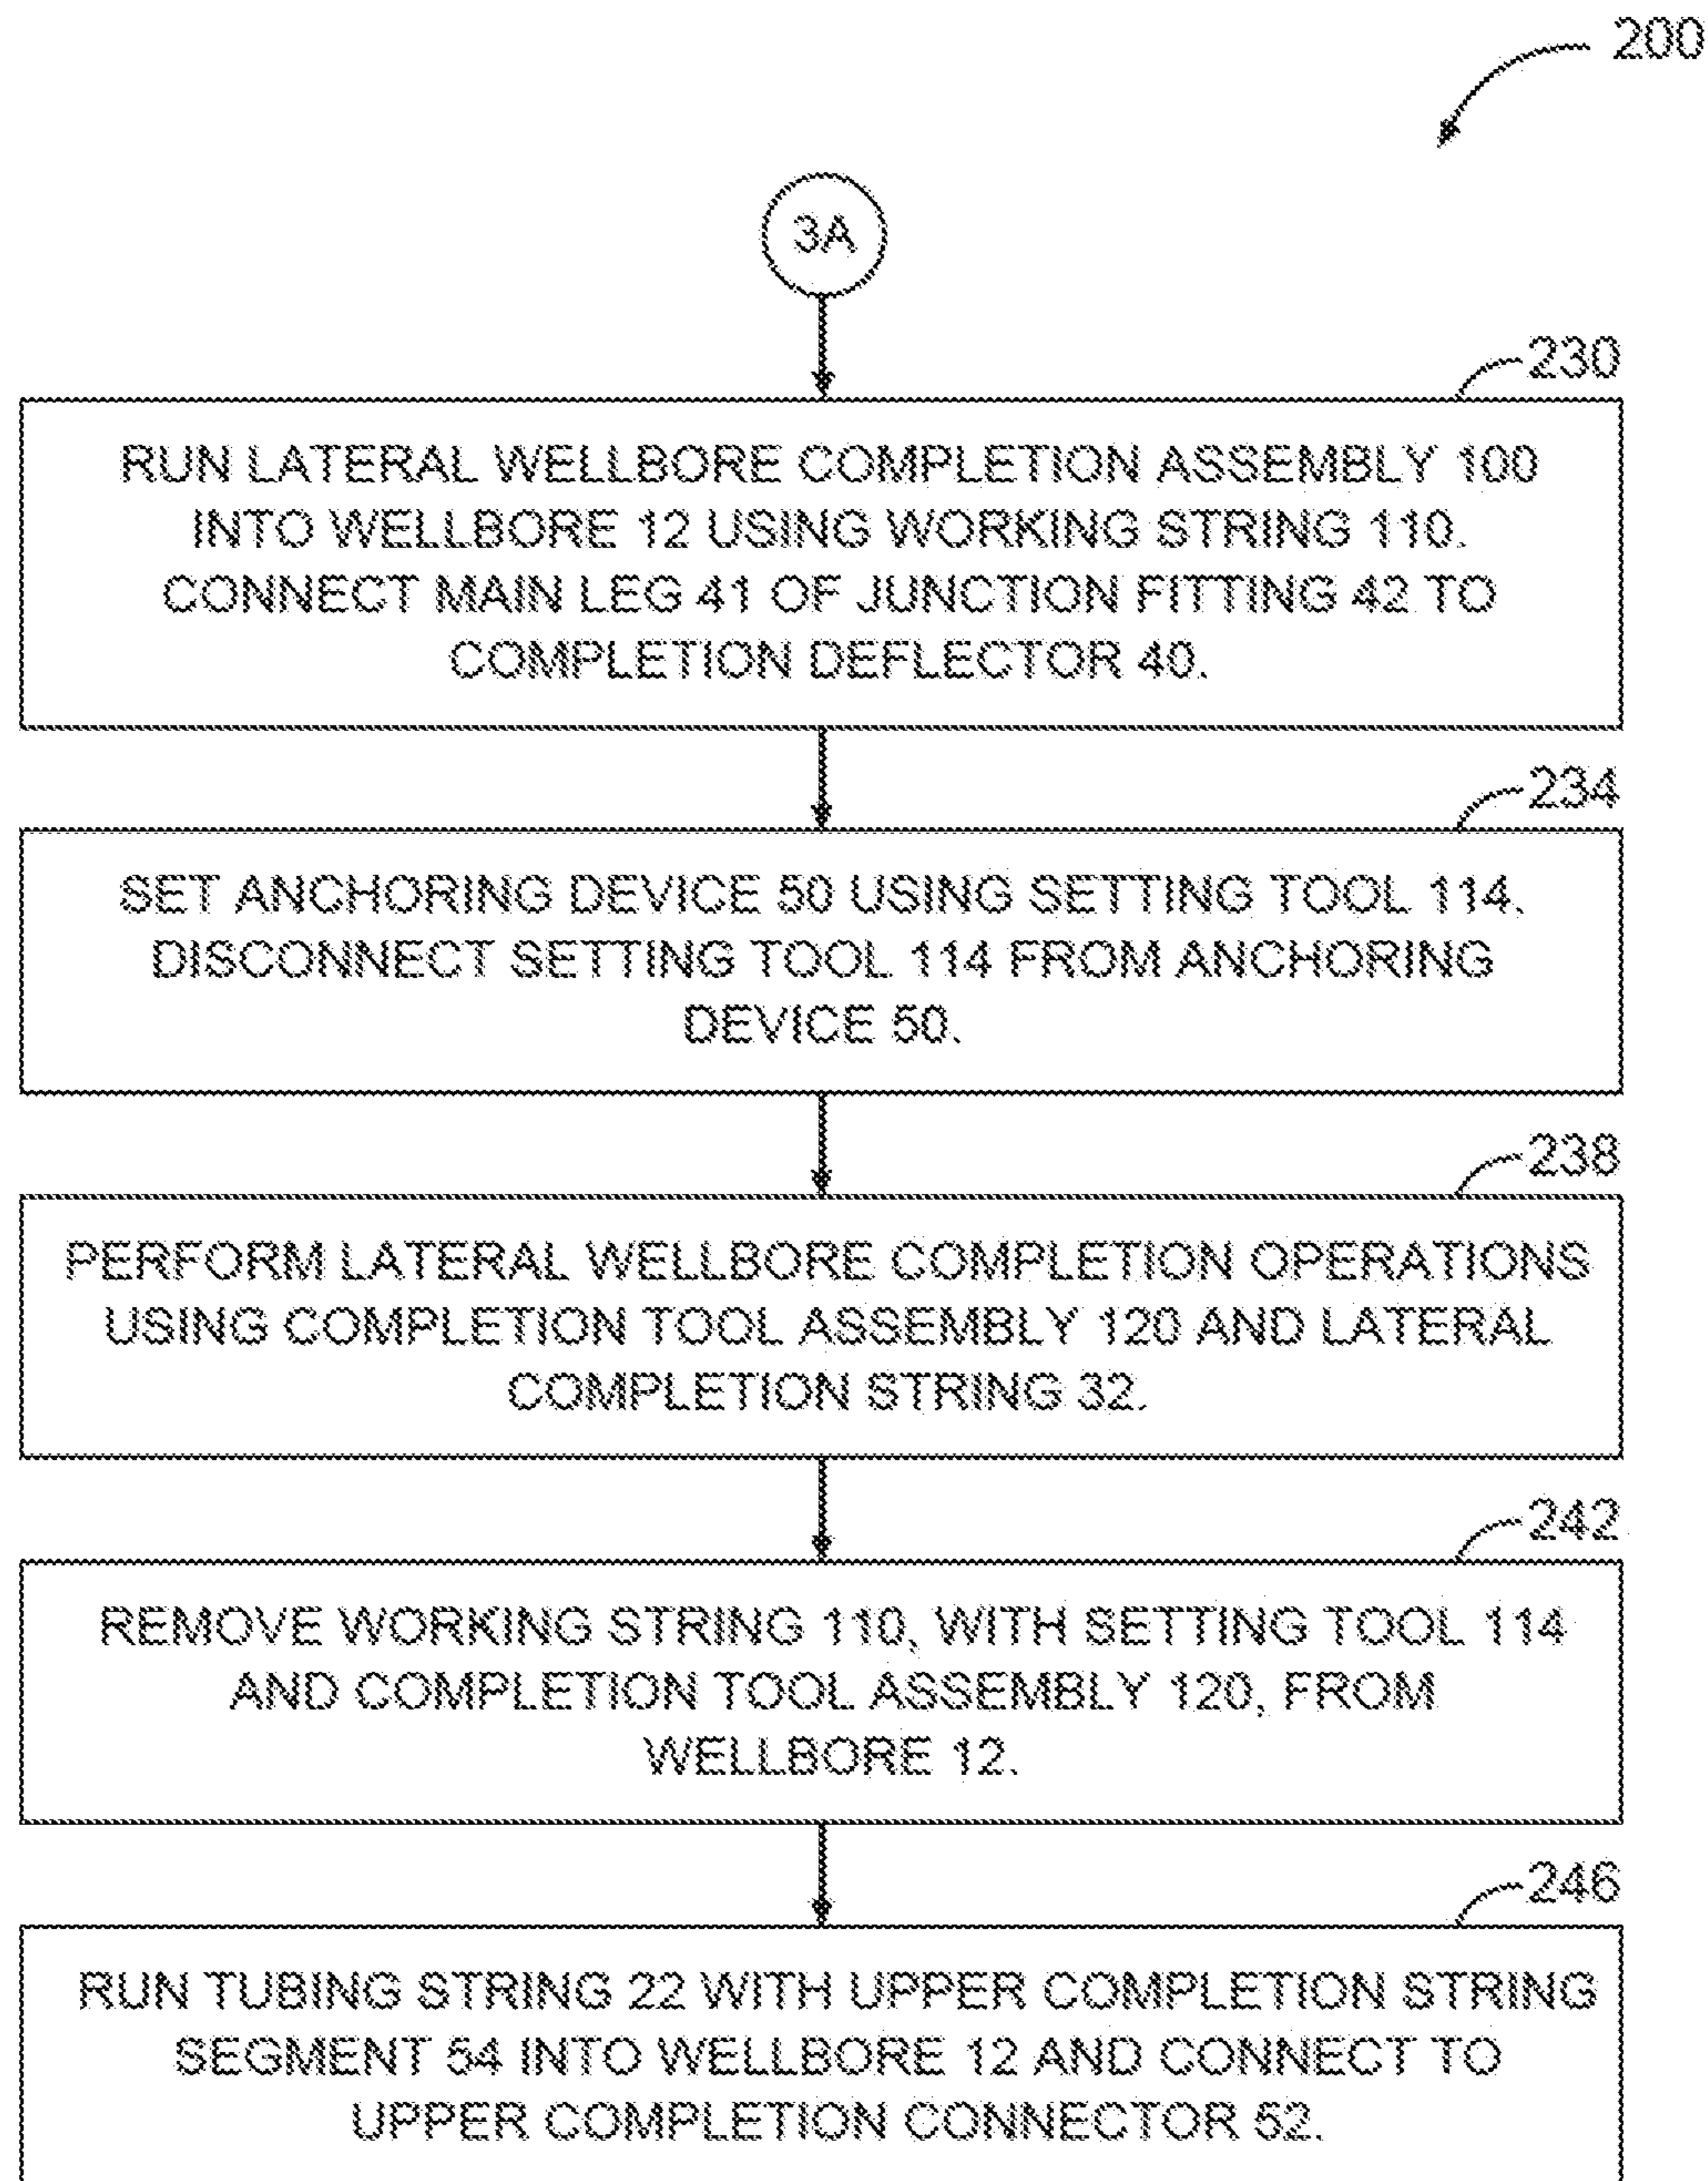 200
3A
230
RUN LATERAL WELLBORE COMPLETION ASSEMBLY 100
INTO WELLBORE 12 USING WORKING STRING 110.
CONNECT MAIN LEG 41 OF JUNCTION FITTING 42 TO
COMPLETION DEFLECTOR 40.
234
SET ANCHORING DEVICE 50 USING SETTING TOOL 114.
DISCONNECT SETTING TOOL 114 FROM ANCHORING
DEVICE 50.
238
PERFORM LATERAL WELLBORE COMPLETION OPERATIONS
USING COMPLETION TOOL ASSEMBLY 120 AND LATERAL
COMPLETION STRING 32.
242
REMOVE WORKING STRING 110, WITH SETTING TOOL 114
AND COMPLETION TOOL ASSEMBLY 120, FROM
WELLBORE 12.
246
RUN TUBING STRING 22 WITH UPPER COMPLETION STRING
SEGMENT 54 INTO WELLBORE 12 AND CONNECT TO
UPPER COMPLETION CONNECTOR 52.